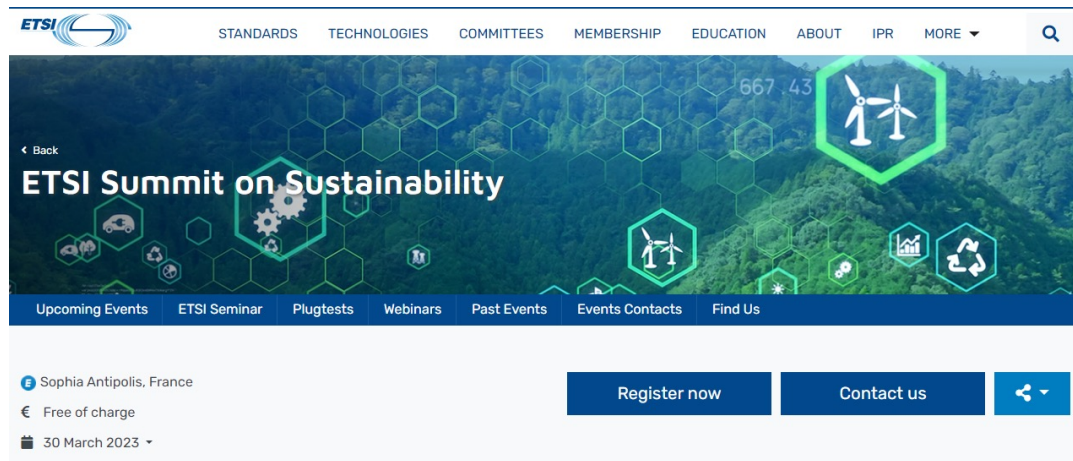 ETSI
STANDARDS TECHNOLOGIES COMMITTEES MEMBERSHIP EDUCATION ABOUT IPR MORE
667.43
Back
ETSI Summit on Sustainability
Upcoming Events ETSI Seminar Plugtests Webinars Past Events Events Contacts Find Us
Sophia Antipolis, France
Register now Contact us
€ Free of charge
30 March 2023